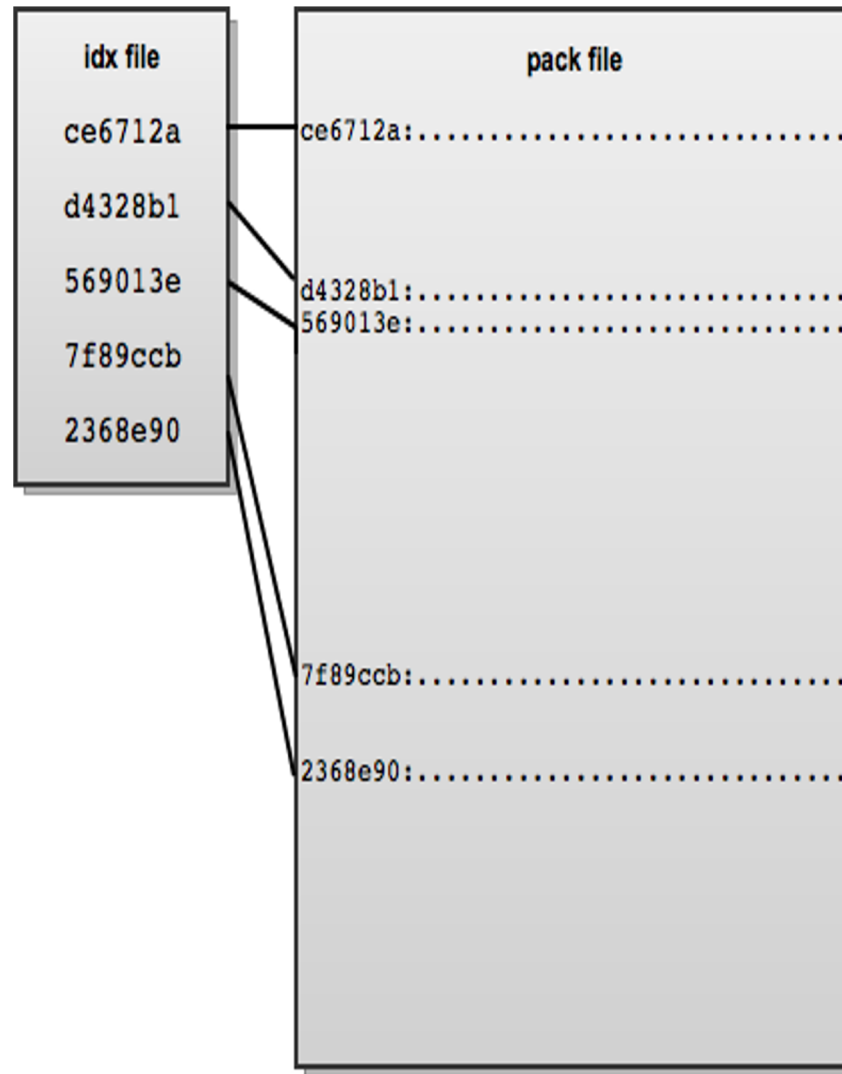 idx file
ce6712a
d4328b1
569013e
7f89ccb
2368e90
pack file
ce6712a:..............................
d4328b1:..............................
569013e:..............................
7f89ccb:..............................
2368e90:..............................